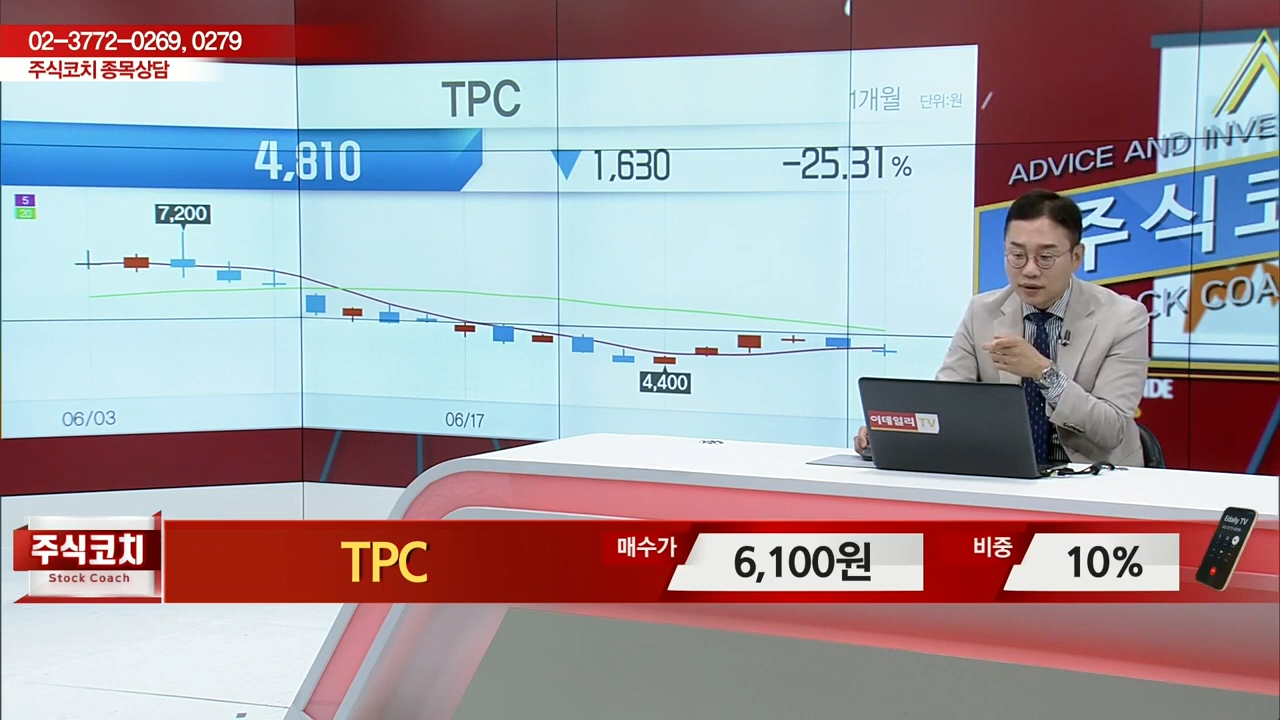 02-3772-0269, 0279
주식코치 종목상담
TPC
1개월 단위:원
4,810 ▼ 1,630 -25.31%
5
20
7,200
4,400
06/03 06/17
ADVICE AND INVE
주식코
CK COA
이데일리TV
주식코치
Stock Coach
TPC 매수가 6,100원 비중 10%
Edaily TV